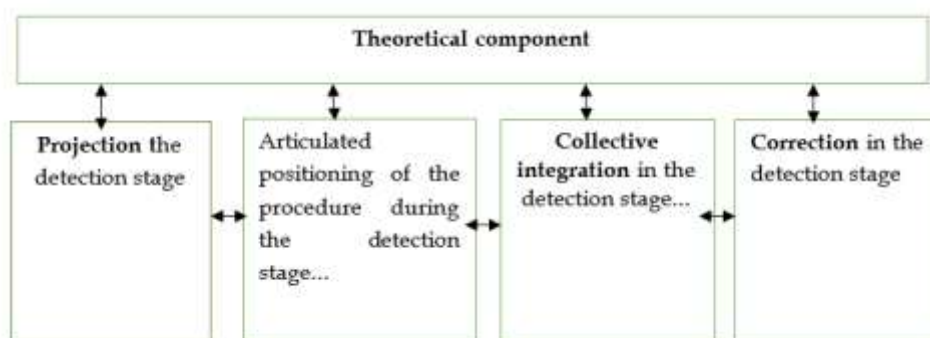 Theoretical component
Projection the
detection stage
Articulated
positioning of the
procedure during
the detection
stage...
Collective
integration in the
detection stage...
Correction in the
detection stage